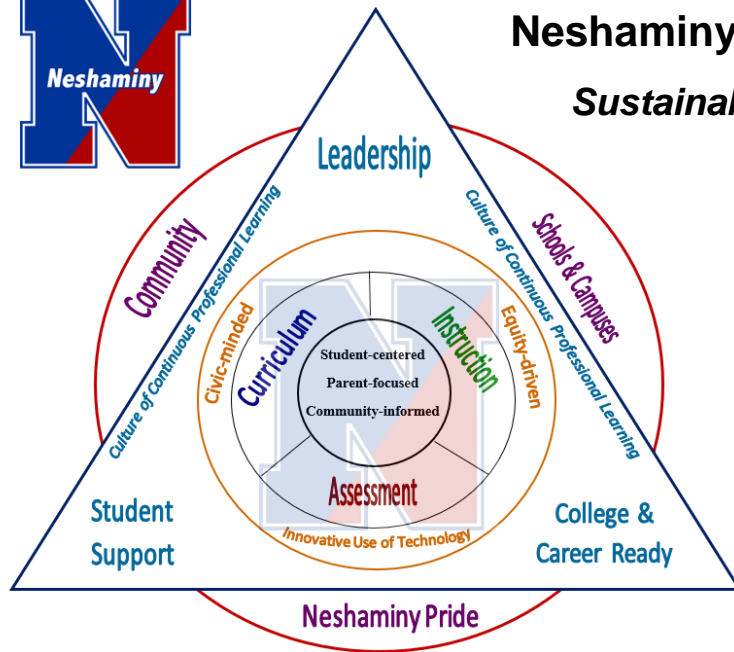 Neshaminy
Neshaminy
Sustainal
Leadership
Community
Culture of Continuous Professional Learning
Culture of Continuous Professional Learning
Schools & Campuses
Civic-minded
Curriculum
Instruction
Equity-driven
Student-centered
Parent-focused
Community-informed
Assessment
Innovative Use of Technology
Student
Support
College &
Career Ready
Neshaminy Pride